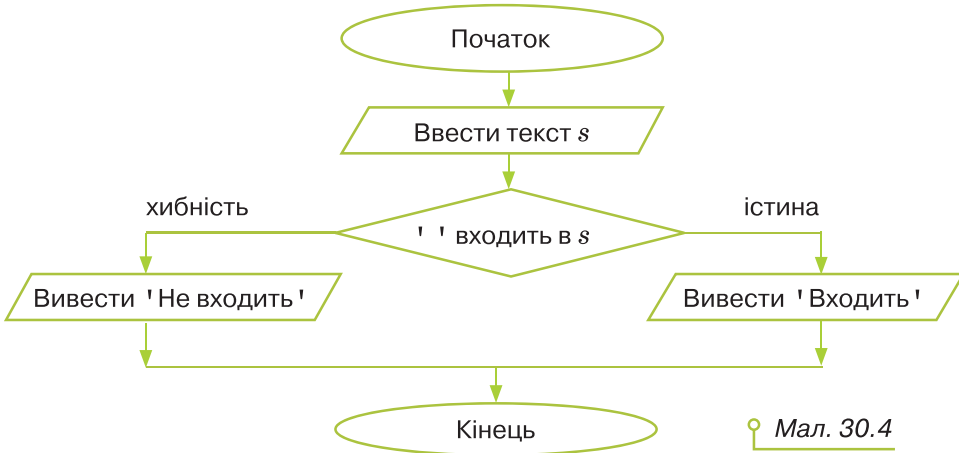 Початок
Ввести текст s
хибність
істина
' ' входить в s
Вивести 'Не входить'
Вивести 'Входить'
Кінець
Мал. 30.4